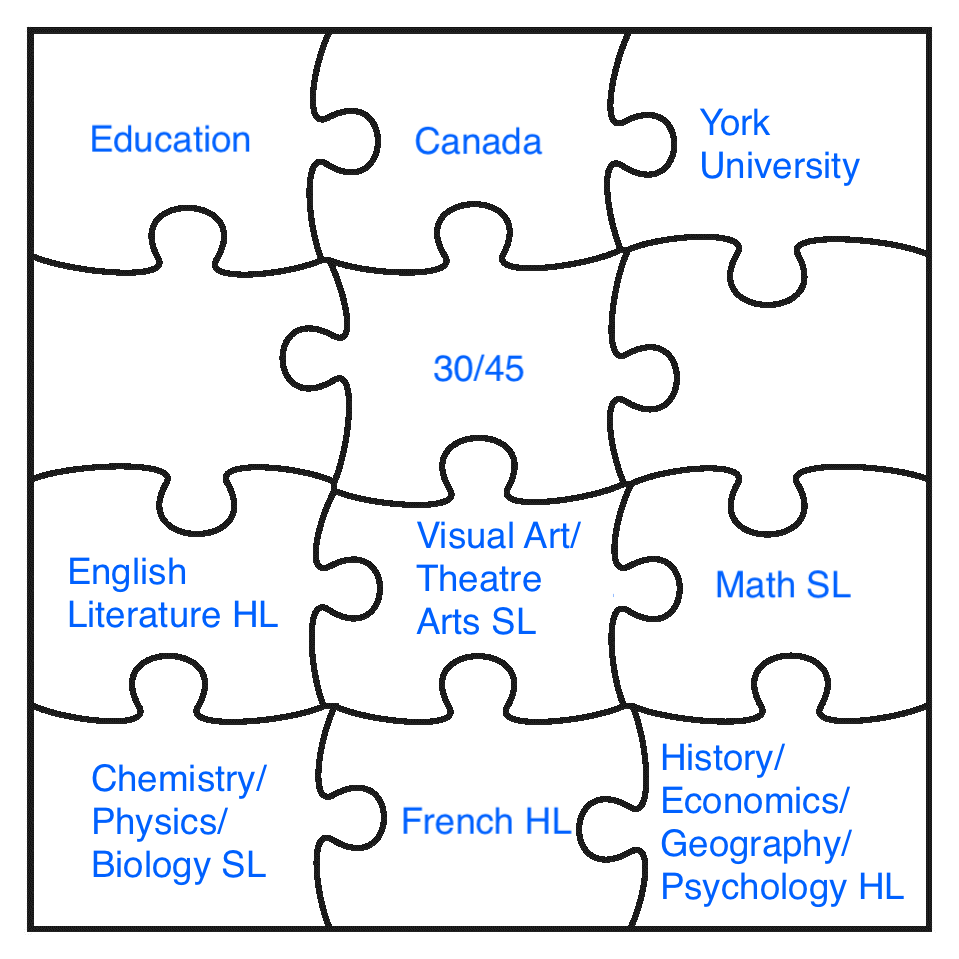 Education
Canada
York
University
30/45
English
Literature HL
Visual Art/
Theatre
Arts SL
Math SL
Chemistry/
Physics/
Biology SL
French HL
History/
Economics/
Geography/
Psychology HL